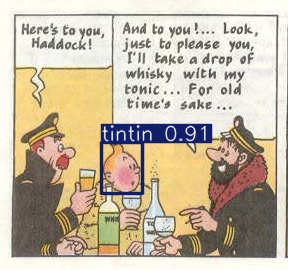 Here's to you,
Haddock!
And to you!... Look,
just to please you,
I'll take a drop of
whisky with my
tonic... For old
time's sake...
tintin 0.91